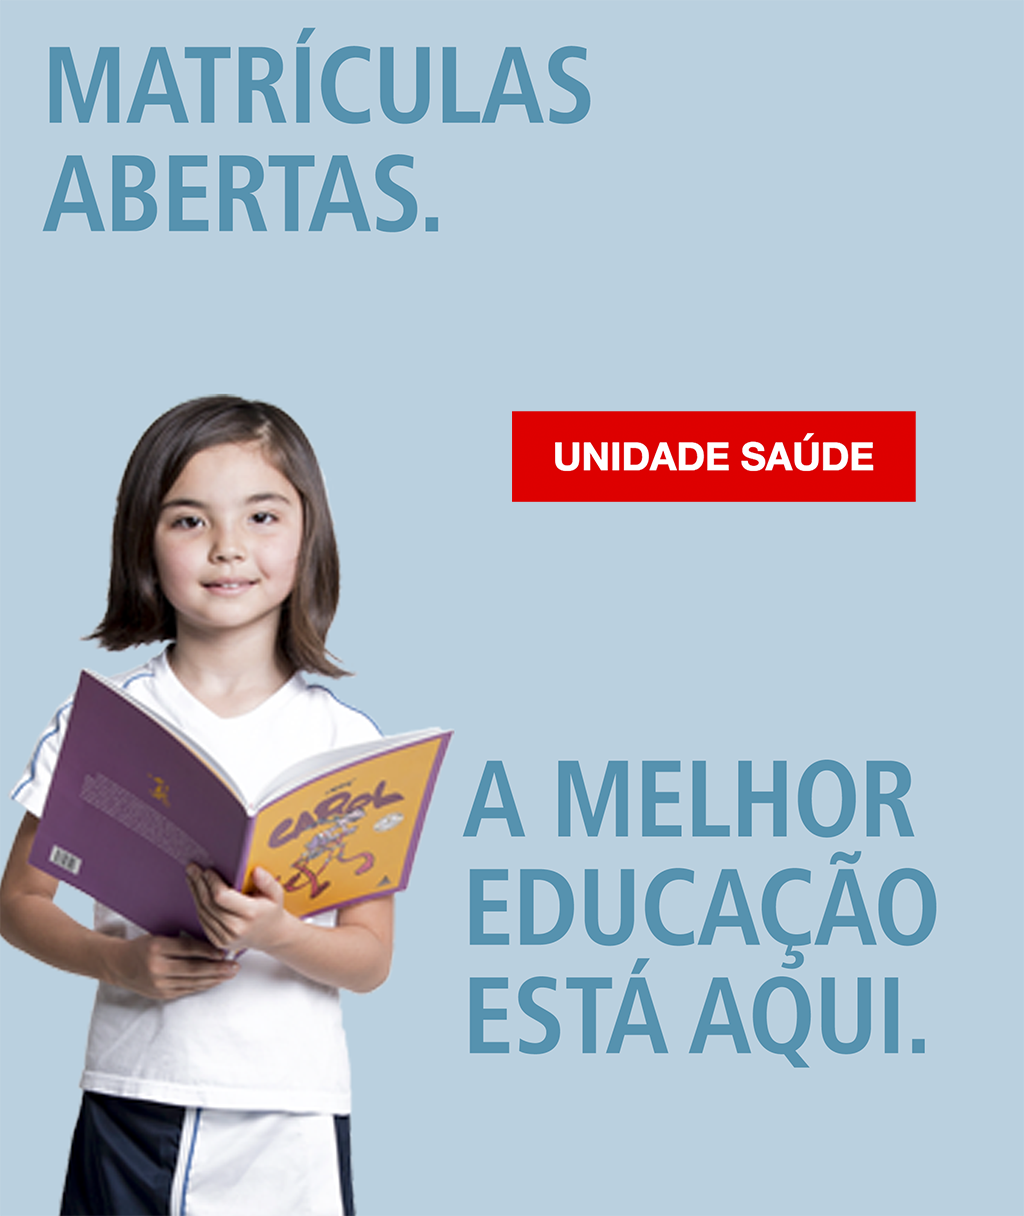 MATRÍCULAS
ABERTAS.
UNIDADE SAÚDE
CAROL
A MELHOR
EDUCAÇÃO
ESTÁ AQUI.